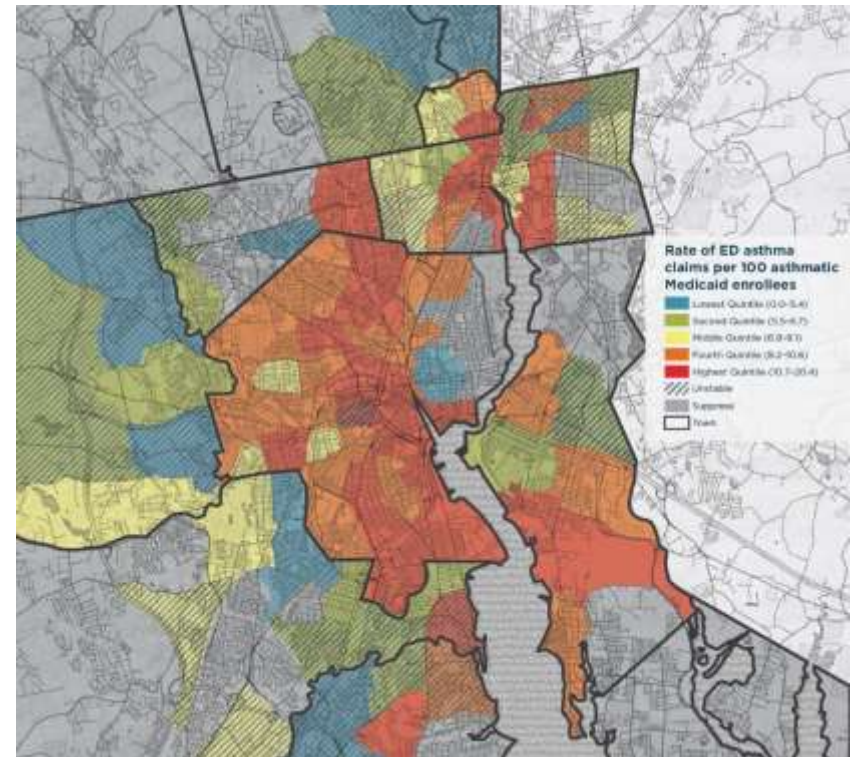 Rate of ED asthma
claims per 100 asthmatic
Medicaid enrollees
Lowest Quintile (0.0-5.4)
Second Quintile (5.5-6.7)
Middle Quintile (6.8-8.1)
Fourth Quintile (8.2-10.6)
Highest Quintile (10.7-20.4)
Unstable
Suppress
Town